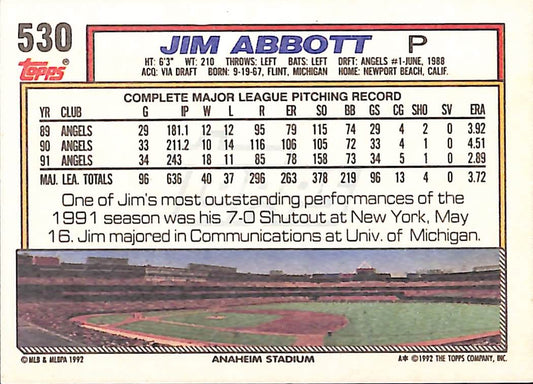 530
JIM ABBOTT P
Topps®
HT: 6'3" WT: 210 THROWS: LEFT BATS: LEFT DRFT: ANGELS #1-JUNE, 1988
ACQ: VIA DRAFT BORN: 9-19-67, FLINT, MICHIGAN HOME: NEWPORT BEACH, CALIF.
COMPLETE MAJOR LEAGUE PITCHING RECORD
YR CLUB G IP W L R ER SO BB GS CG SHO SV ERA
89 ANGELS 29 181.1 12 12 95 79 115 74 29 4 2 0 3.92
90 ANGELS 33 211.2 10 14 116 106 105 72 33 4 1 0 4.51
91 ANGELS 34 243 18 11 85 78 158 73 34 5 1 0 2.89
MAJ. LEA. TOTALS 96 636 40 37 296 263 378 219 96 13 4 0 3.72
One of Jim's most outstanding performances of the
1991 season was his 7-0 Shutout at New York, May
16. Jim majored in Communications at Univ. of Michigan.
© MLB & MLBPA 1992 ANAHEIM STADIUM A* © 1992 THE TOPPS COMPANY, INC.